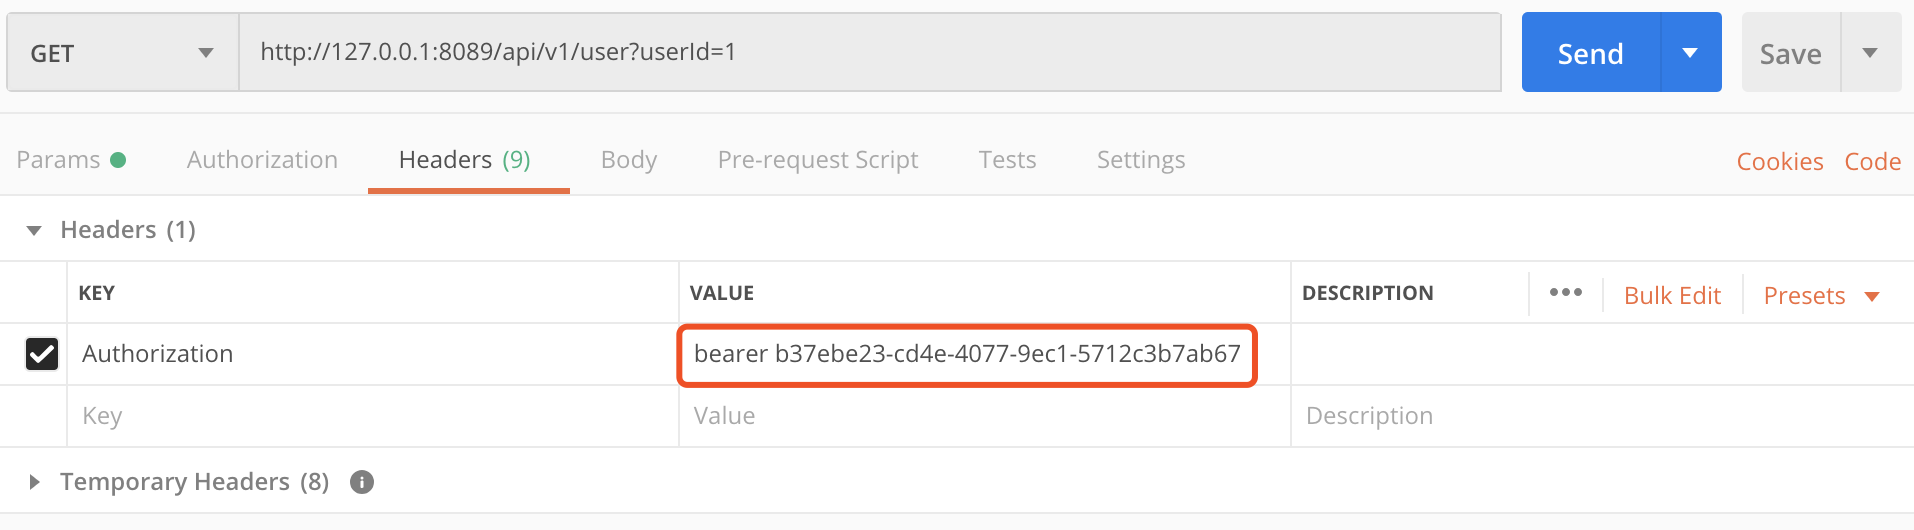 GET http://127.0.0.1:8089/api/v1/user?userId=1 Send Save
Params Authorization Headers (9) Body Pre-request Script Tests Settings Cookies Code
Headers (1)
KEY VALUE DESCRIPTION ••• Bulk Edit Presets
Authorization bearer b37ebe23-cd4e-4077-9ec1-5712c3b7ab67
Key Value Description
Temporary Headers (8) i